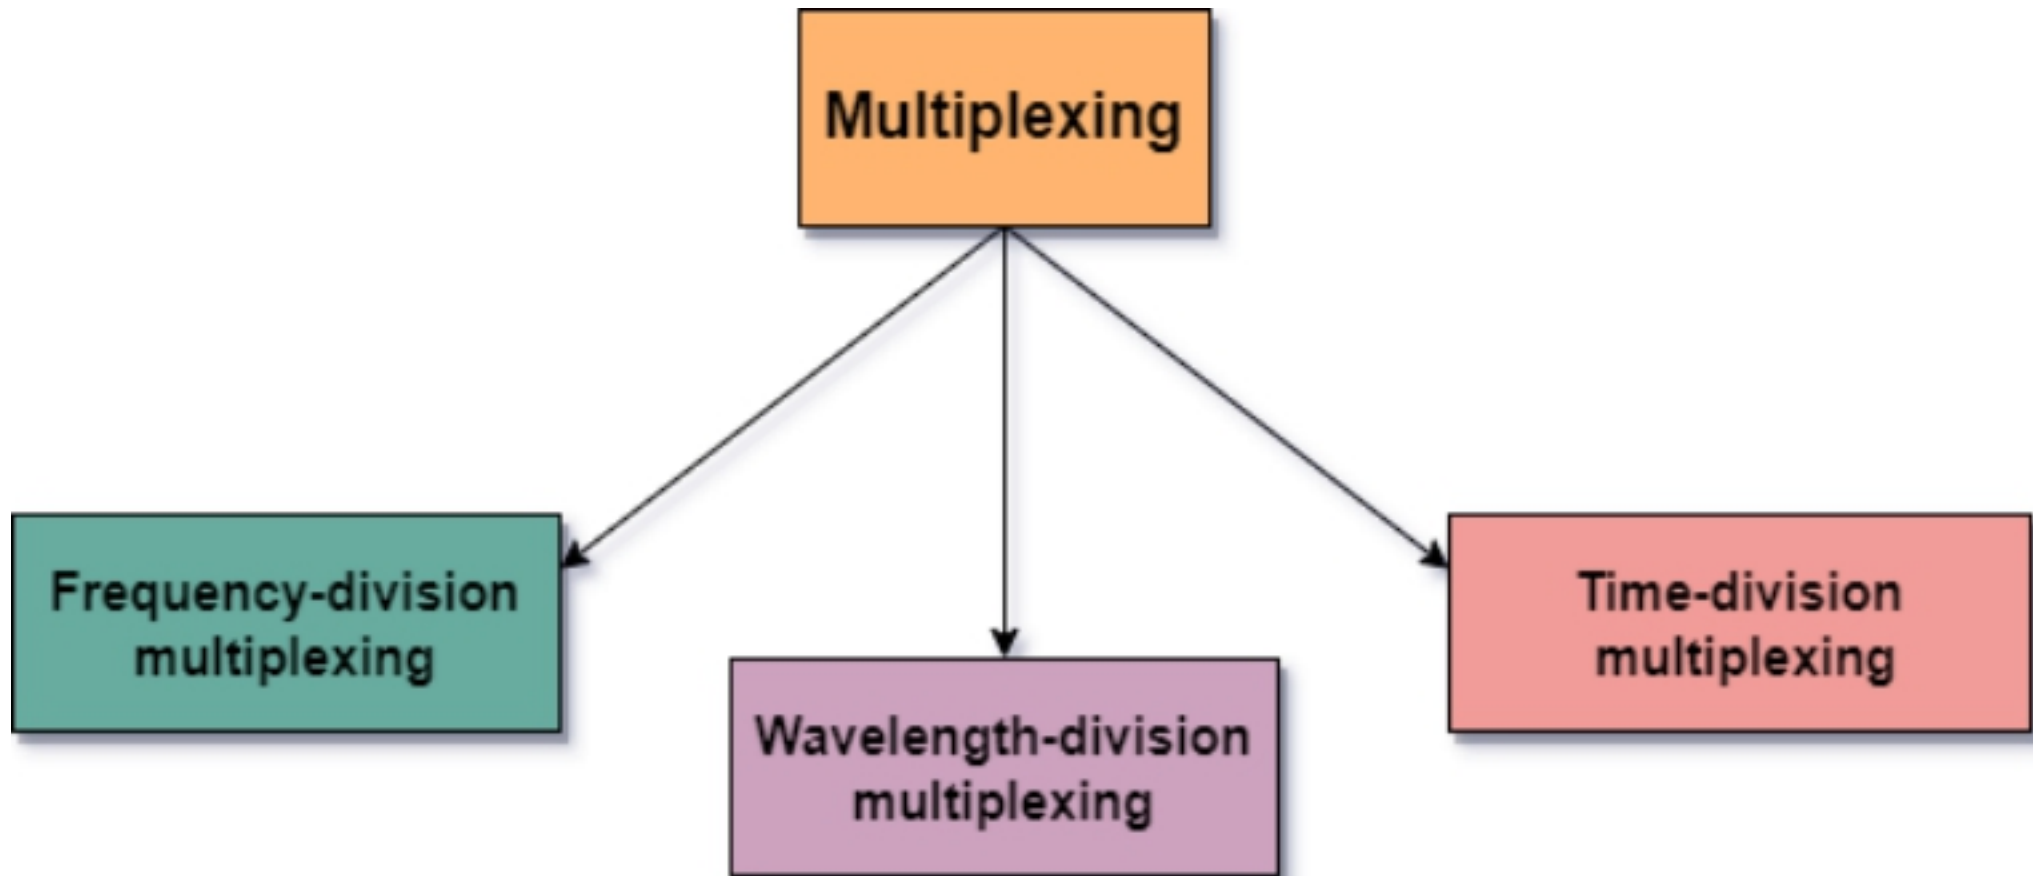 Multiplexing
Frequency-division
multiplexing
Wavelength-division
multiplexing
Time-division
multiplexing